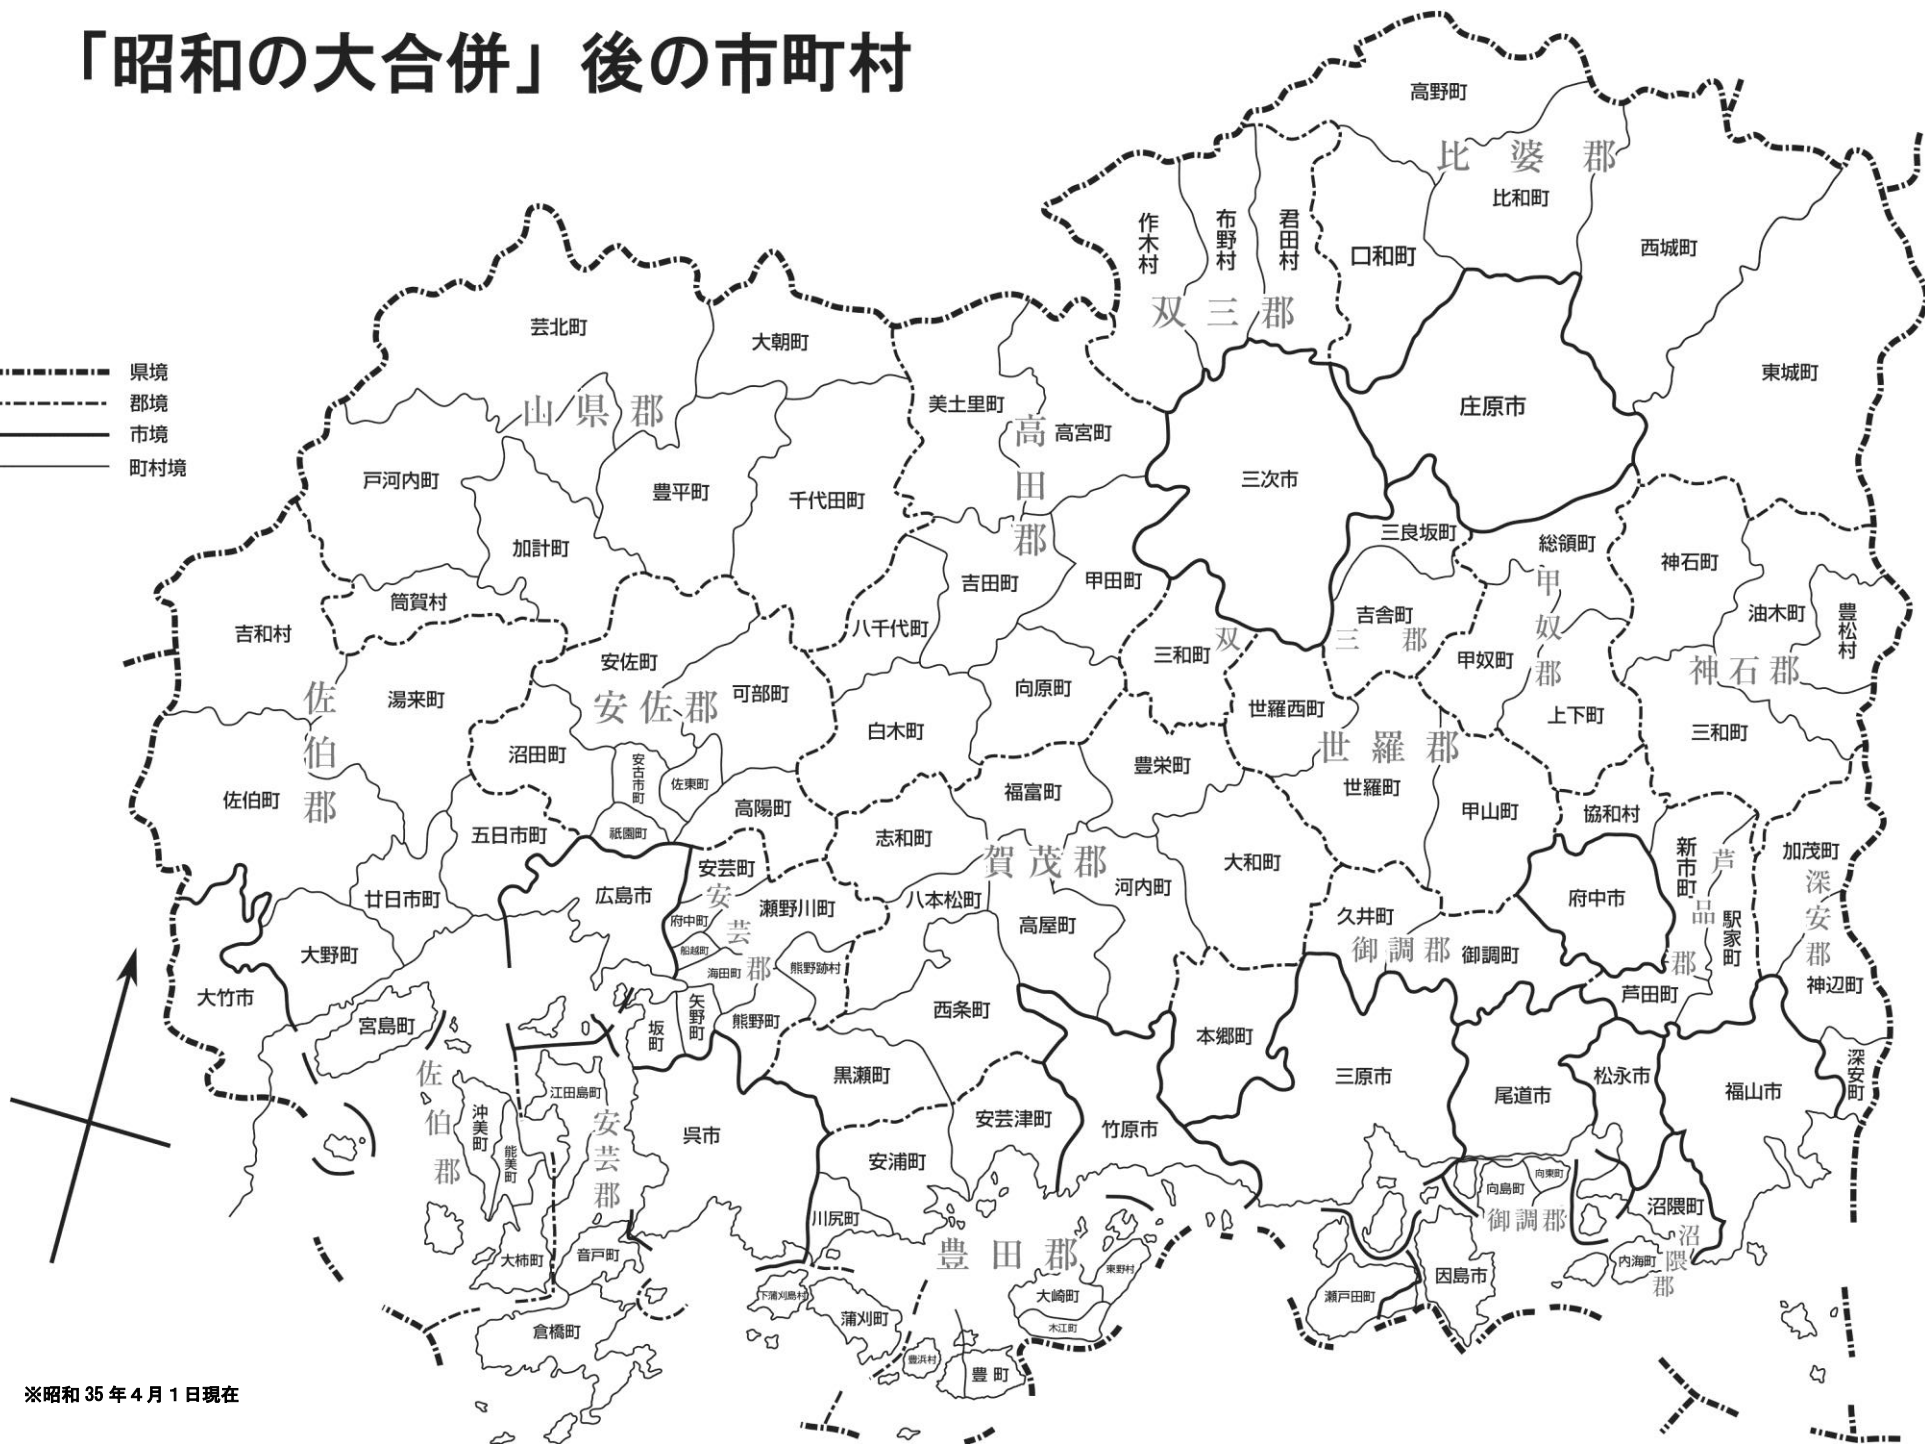 「昭和の大合併」後の市町村
県境
郡境
市境
町村境
高野町
比婆郡
比和町
作木村
布野村
君田村
口和町
西城町
双三郡
芸北町
大朝町
東城町
美土里町
高宮町
高田郡
庄原市
山県郡
戸河内町
豊平町
千代田町
三次市
加計町
三良坂町
総領町
神石町
吉田町
甲田町
甲奴郡
筒賀村
吉舎町
油木町
豊松村
吉和村
八千代町
三和町
双三郡
甲奴町
安佐町
神石郡
湯来町
安佐郡
可部町
向原町
世羅西町
上下町
佐伯郡
白木町
三和町
沼田町
世羅郡
安古市町
佐東町
豊栄町
福富町
世羅町
佐伯町
高陽町
甲山町
協和村
五日市町
祇園町
志和町
新市町
芦品郡
加茂町
賀茂郡
大和町
安芸町
河内町
深安郡
廿日市町
広島市
安芸郡
瀬野川町
八本松町
府中市
府中町
高屋町
久井町
駅家町
大野町
船越町
海田町
熊野跡村
御調郡
御調町
大竹市
芦田町
神辺町
宮島町
坂町
矢野町
熊野町
西条町
本郷町
黒瀬町
三原市
松永市
深安町
佐伯郡
江田島町
尾道市
福山市
沖美町
安芸郡
呉市
安芸津町
竹原市
能美町
安浦町
向東町
向島町
川尻町
御調郡
沼隈町
大柿町
音戸町
豊田郡
東野村
内海町
沼隈郡
因島市
下蒲刈島村
大崎町
瀬戸田町
蒲刈町
木江町
倉橋町
豊浜村
豊町
※昭和35年4月1日現在